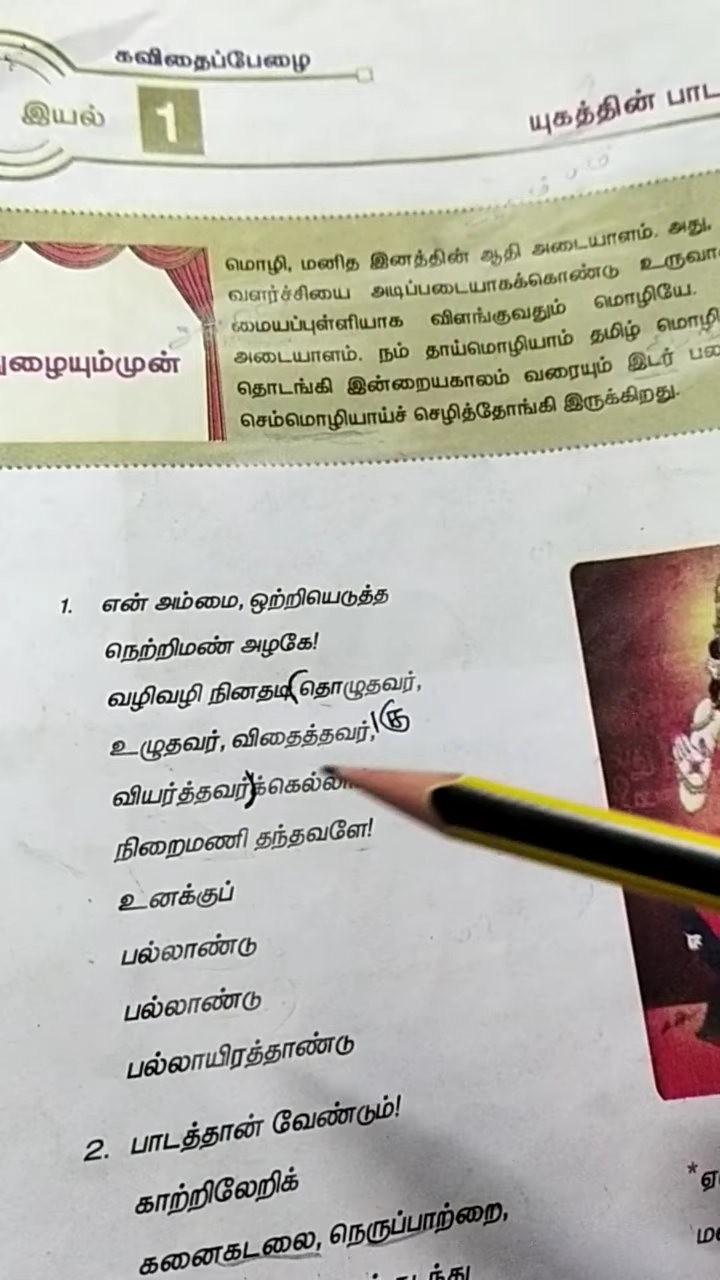 கவிதைப்பேழை
இயல் 1
யுகத்தின்
மொழி, மனித இனத்தின் ஆதி அடையாளம். அது,
வளர்ச்சியை அடிப்படையாகக்கொண்டு
மையப்புள்ளியாக விளங்குவதும் மொழியே.
அடையாளம். நம் தாய்மொழியாம் தமிழ்
தொடங்கி இன்றையகாலம் வரையும் இடர்
செம்மொழியாய்ச் செழித்தோங்கி இருக்கிறது.
1. என் அம்மை, ஒற்றியெடுத்த
நெற்றிமண் அழகே!
வழிவழி நினதடி தொழுதவர்,
உழுதவர், விதைத்தவர்,
வியர்த்தவர்க்கெல்லாம்
நிறைமணி தந்தவளே!
உனக்குப்
பல்லாண்டு
பல்லாண்டு
பல்லாயிரத்தாண்டு
2. பாடத்தான் வேண்டும்!
காற்றிலேறிக்
கனைகடலை, நெருப்பாற்றை,